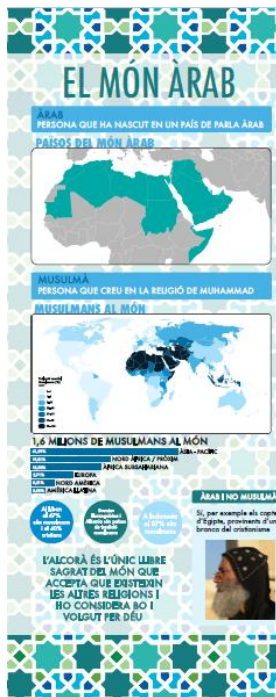 EL MÓN ÀRAB
ÀRAB
PERSONA QUE HA NASCUT EN UN PAÍS DE PARLA ÀRAB
PAÏSOS DEL MÓN ÀRAB
MUSULMÀ
PERSONA QUE CREU EN LA RELIGIÓ DE MUHAMMAD
MUSULMANS AL MÓN
1,6 MILIONS DE MUSULMANS AL MÓN
ÀSIA - PACÍFIC
NORD ÀFRICA / PRÓXIM
ÀFRICA SUBSAHARIANA
EUROPA
NORD AMÈRICA
AMÈRICA LLATINA
ÀRAB I NO MUSULMÀ
Sí, per exemple els copte
d'Egipte, provinents d'un
branca del cristianisme
L'ALCORÀ ÉS L'ÚNIC LLIBRE
SAGRAT DEL MÓN QUE
ACCEPTA QUE EXISTEIXIN
LES ALTRES RELIGIONS I
HO CONSIDERA BO I
VOLGUT PER DÉU